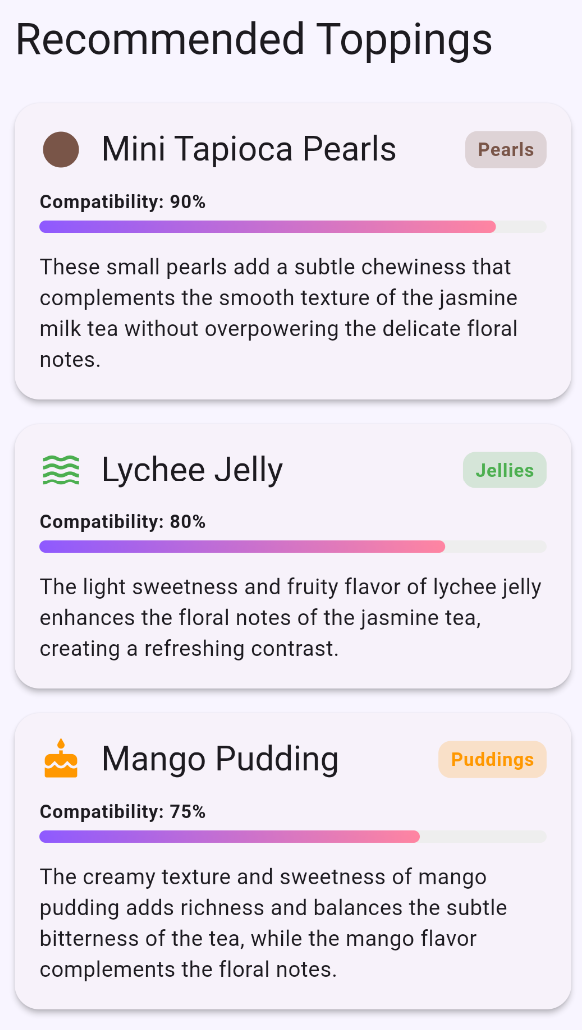 Recommended Toppings
Mini Tapioca Pearls
Pearls
Compatibility: 90%
These small pearls add a subtle chewiness that
complements the smooth texture of the jasmine
milk tea without overpowering the delicate floral
notes.
Lychee Jelly
Jellies
Compatibility: 80%
The light sweetness and fruity flavor of lychee jelly
enhances the floral notes of the jasmine tea,
creating a refreshing contrast.
Mango Pudding
Puddings
Compatibility: 75%
The creamy texture and sweetness of mango
pudding adds richness and balances the subtle
bitterness of the tea, while the mango flavor
complements the floral notes.